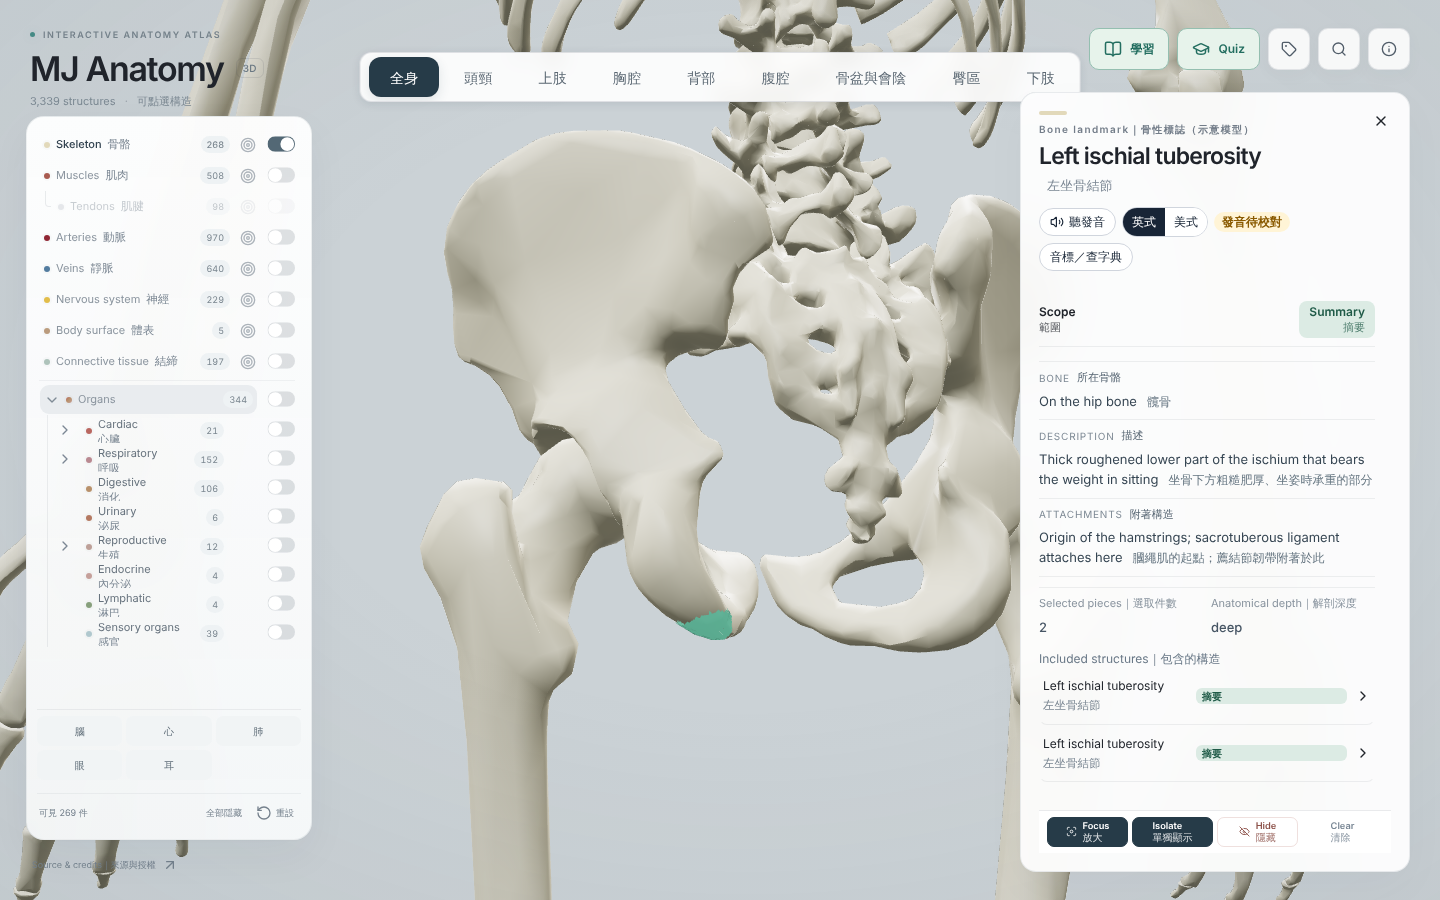 INTERACTIVE ANATOMY ATLAS
MJ Anatomy 3D
3,339 structures · 可點選構造
Skeleton 骨骼 268
Muscles 肌肉 508
Tendons 肌腱 98
Arteries 動脈 970
Veins 靜脈 640
Nervous system 神經 229
Body surface 體表 5
Connective tissue 結締 197
Organs 344
Cardiac 21
心臟
Respiratory 152
呼吸
Digestive 106
消化
Urinary 6
泌尿
Reproductive 12
生殖
Endocrine 4
內分泌
Lymphatic 4
淋巴
Sensory organs 39
感官
腦 心 肺
眼 耳
可見 269 件 全部隱藏 重設
全身 頭頸 上肢 胸腔 背部 腹腔 骨盆與會陰 臀區 下肢
學習 Quiz
Bone landmark | 骨性標誌（示意模型）
Left ischial tuberosity
左坐骨結節
聽發音 英式 美式 發音待校對
音標／查字典
Scope Summary
範圍 摘要
BONE 所在骨骼
On the hip bone 髖骨
DESCRIPTION 描述
Thick roughened lower part of the ischium that bears
the weight in sitting 坐骨下方粗糙肥厚、坐姿時承重的部分
ATTACHMENTS 附著構造
Origin of the hamstrings; sacrotuberous ligament
attaches here 膕繩肌的起點；薦結節韌帶附著於此
Selected pieces | 選取件數 Anatomical depth | 解剖深度
2 deep
Included structures | 包含的構造
Left ischial tuberosity 摘要
左坐骨結節
Left ischial tuberosity 摘要
左坐骨結節
Focus Isolate Hide Clear
放大 單獨顯示 隱藏 清除